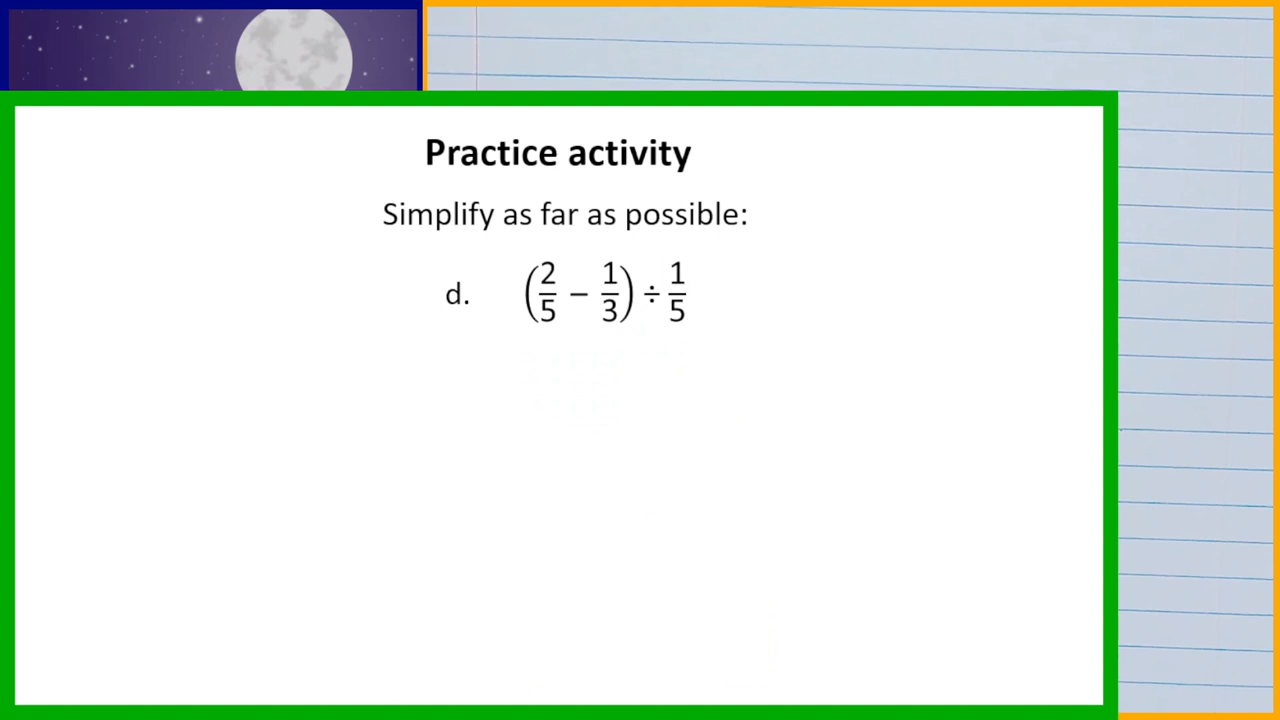 Practice activity
Simplify as far as possible:
d. (2/5 − 1/3) ÷ 1/5